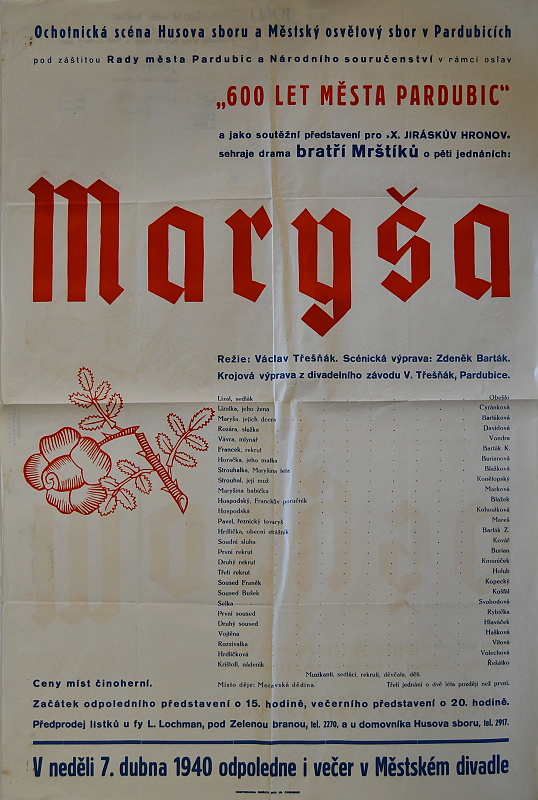 Ochotnická scéna Husova sboru a Městský osvětový sbor v Pardubicích
pod záštitou Rady města Pardubic a Národního souručenství v rámci oslav
„600 LET MĚSTA PARDUBIC“
a jako soutěžní představení pro »X. JIRÁSKŮV HRONOV«
sehraje drama bratří Mrštíků o pěti jednáních:
Maryša
Režie: Václav Třešňák. Scénická výprava: Zdeněk Barták.
Krojová výprava z divadelního závodu V. Třešňák, Pardubice.
Lízal, sedlák Obešlo
Lízalka, jeho žena Cyránková
Maryša, jejich dcera Bartáková
Rozára, služka Davidová
Vávra, mlynář Vondra
Francek, rekrut Barták K.
Horačka, jeho matka Burianová
Strouhalka, Maryšina teta Blažková
Strouhal, její muž Konětopský
Maryšina babička Marková
Hospodský, Franckův poručník Blažek
Hospodská Kohoutková
Pavel, řeznický tovaryš Mareš
Hrdlička, obecní strážník Barták Z.
Soudní sluha Kovář
První rekrut Burian
Druhý rekrut Kmoníček
Třetí rekrut Holub
Soused Franěk Kopecký
Soused Bušek Košťál
Selka Svobodová
První soused Rybička
Druhý soused Hlaváček
Vojtěna Hašková
Rozsívalka Vítová
Hrdličková Volechová
Krištofl, nádeník Řešátko
Muzikanti, sedláci, rekruti, děvčata, děti.
Místo děje: Moravská dědina. Třetí jednání o dvě léta později než první.
Ceny míst činoherní.
Začátek odpoledního představení o 15. hodině, večerního představení o 20. hodině.
Předprodej lístků u fy L. Lochman, pod Zelenou branou, tel. 2270, a u domovníka Husova sboru, tel. 2917.
V neděli 7. dubna 1940 odpoledne i večer v Městském divadle